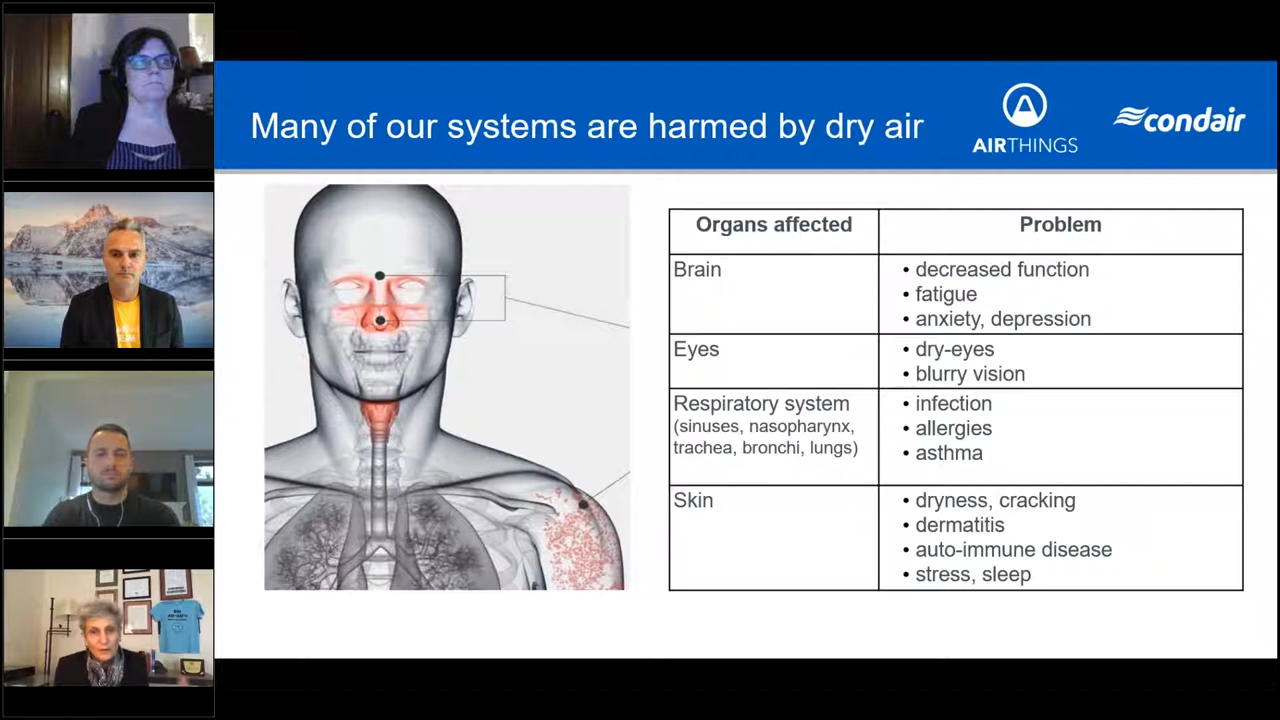 Many of our systems are harmed by dry air
AIRTHINGS
condair
Organs affected
Problem
Brain
• decreased function
• fatigue
• anxiety, depression
Eyes
• dry-eyes
• blurry vision
Respiratory system
(sinuses, nasopharynx,
trachea, bronchi, lungs)
• infection
• allergies
• asthma
Skin
• dryness, cracking
• dermatitis
• auto-immune disease
• stress, sleep